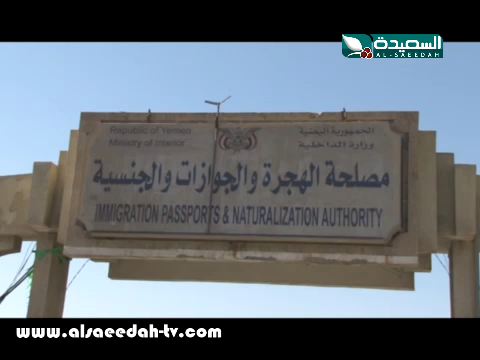 السعيدة
AL-SAEEDAH
Republic of Yemen
Ministry of Interior
الجمهورية اليمنية
وزارة الداخلية
مصلحة الهجرة والجوازات والجنسية
IMMIGRATION PASSPORTS & NATURALIZATION AUTHORITY
www.alsaeedah-tv.com